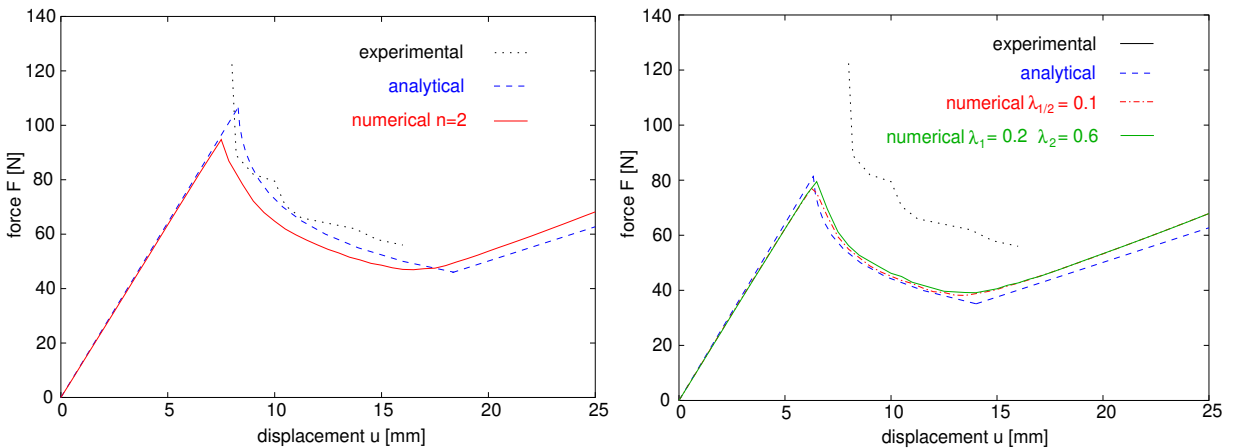 140
120
100
80
60
40
20
0
0 5 10 15 20 25
force F [N]
displacement u [mm]
experimental
analytical
numerical n=2
140
120
100
80
60
40
20
0
0 5 10 15 20 25
force F [N]
displacement u [mm]
experimental
analytical
numerical λ1/2 = 0.1
numerical λ1 = 0.2 λ2 = 0.6